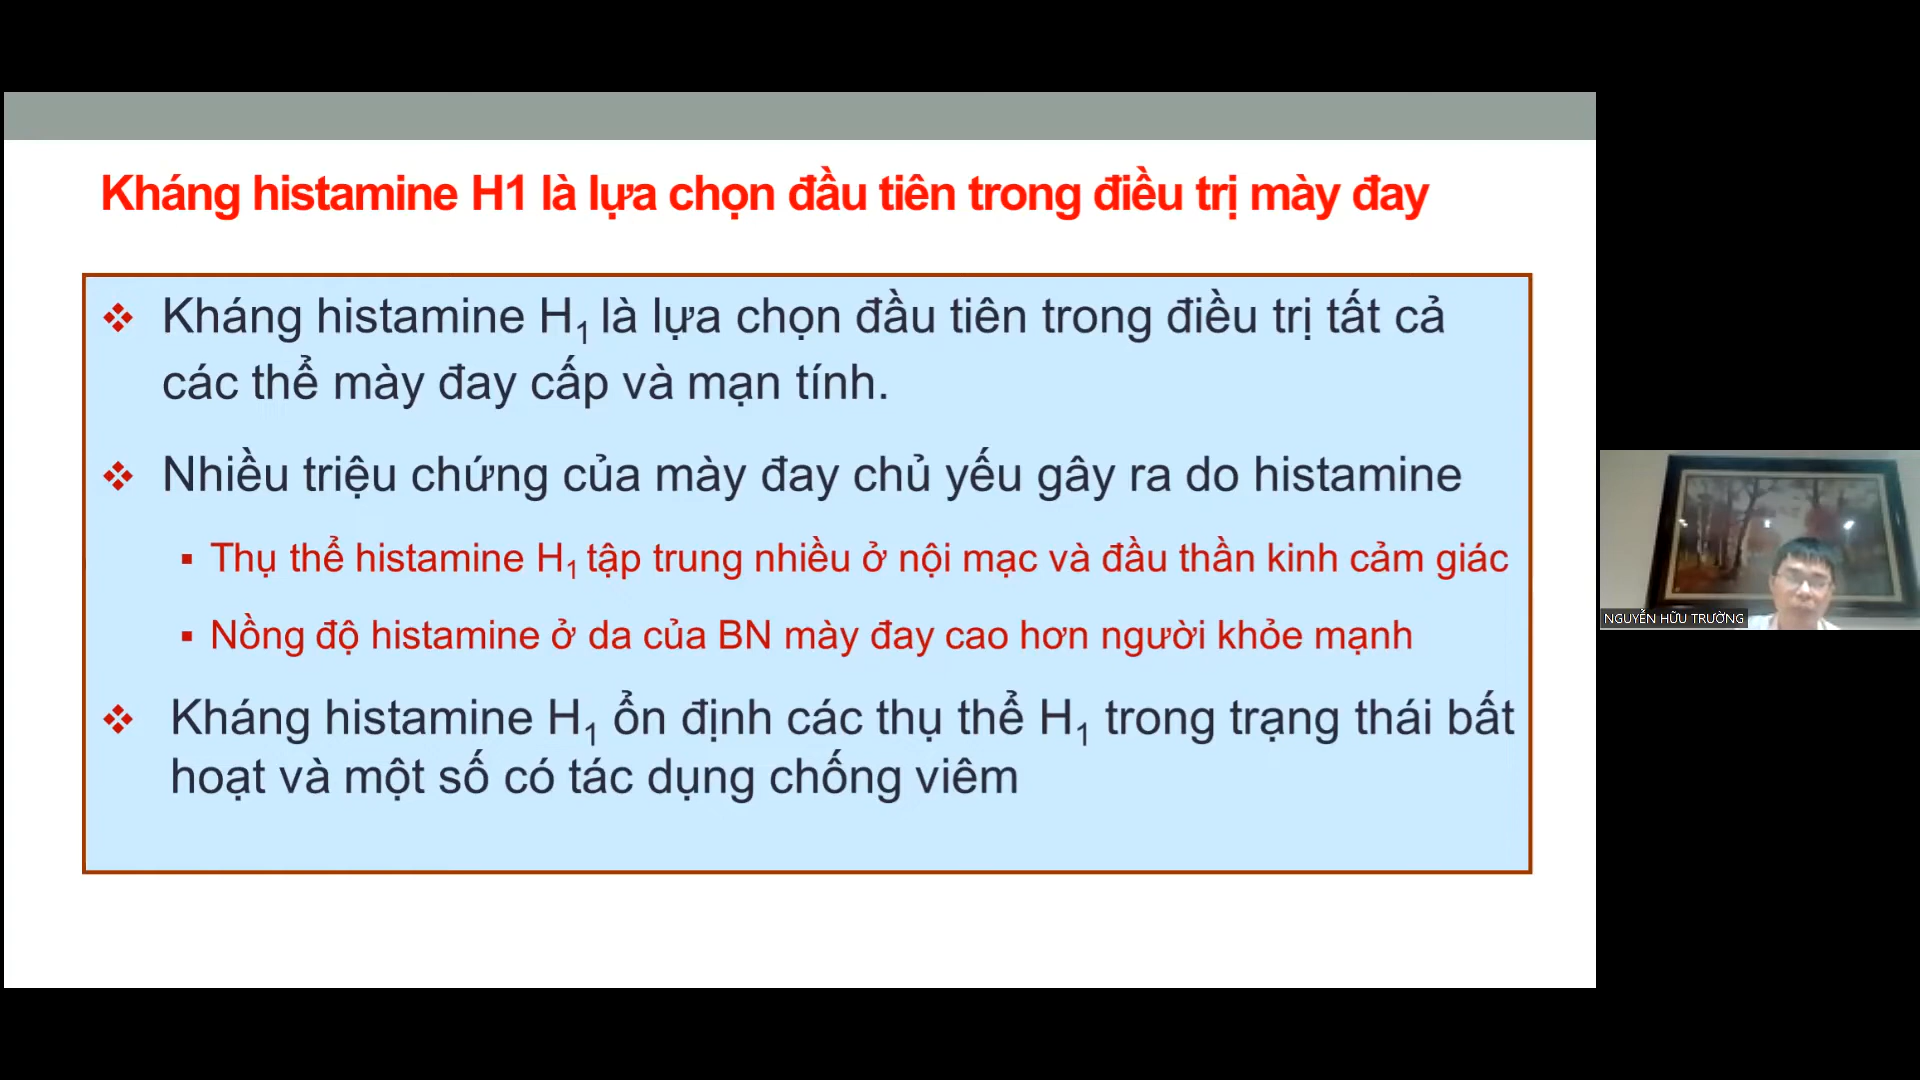 Kháng histamine H1 là lựa chọn đầu tiên trong điều trị mày đay
Kháng histamine H₁ là lựa chọn đầu tiên trong điều trị tất cả
các thể mày đay cấp và mạn tính.
Nhiều triệu chứng của mày đay chủ yếu gây ra do histamine
Thụ thể histamine H₁ tập trung nhiều ở nội mạc và đầu thần kinh cảm giác
Nồng độ histamine ở da của BN mày đay cao hơn người khỏe mạnh
Kháng histamine H₁ ổn định các thụ thể H₁ trong trạng thái bất
hoạt và một số có tác dụng chống viêm
NGUYỄN HỮU TRƯỜNG